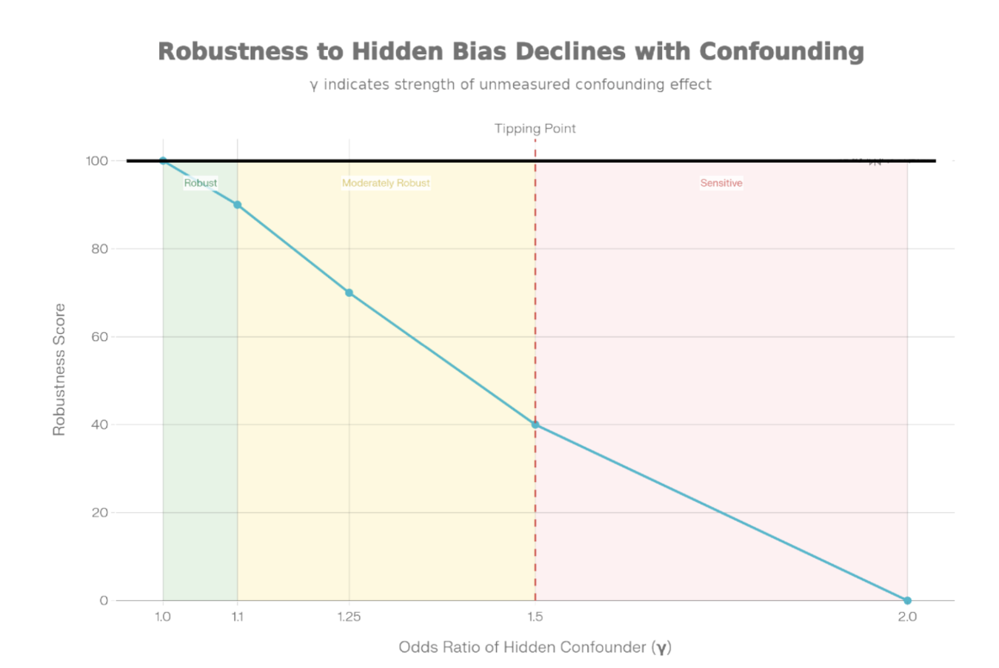 Robustness to Hidden Bias Declines with Confounding
γ indicates strength of unmeasured confounding effect
Tipping Point
100
Robust
Moderately Robust
Sensitive
80
60
40
20
0
Robustness Score
1.0
1.1
1.25
1.5
2.0
Odds Ratio of Hidden Confounder (γ)